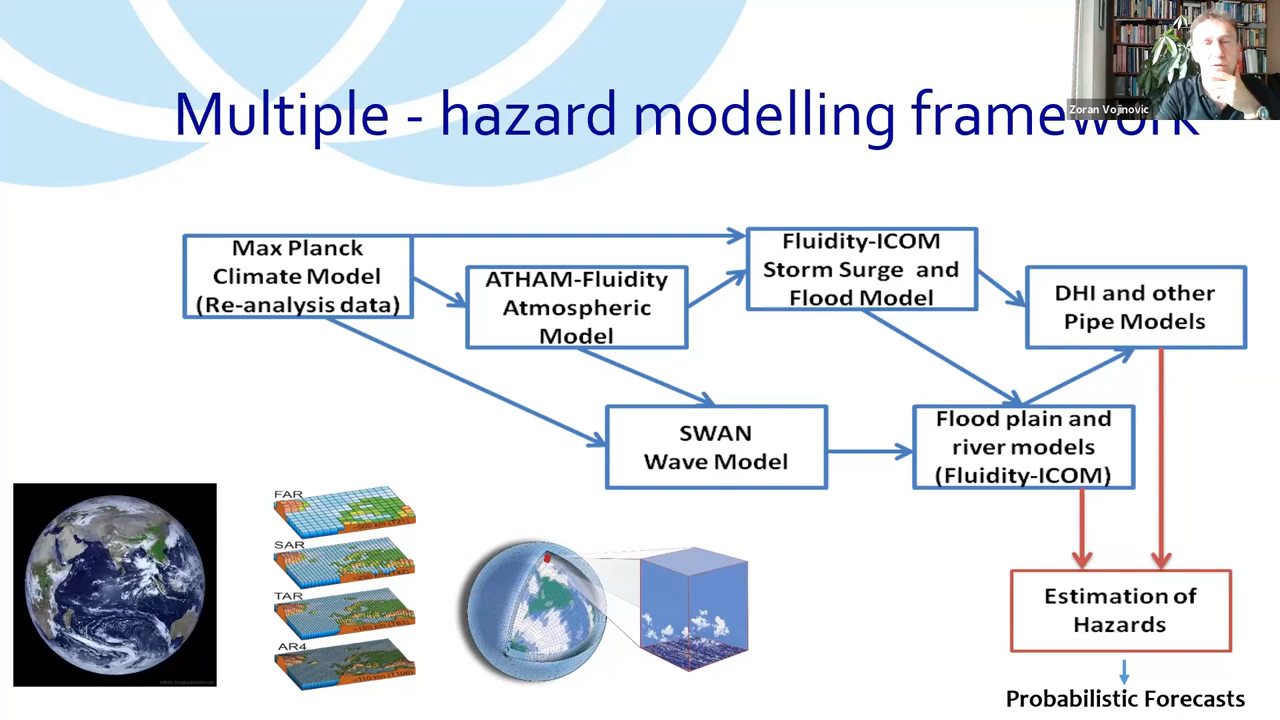 Zoran Vojinovic
Multiple - hazard modelling framework
Max Planck
Climate Model
(Re-analysis data)
ATHAM-Fluidity
Atmospheric
Model
Fluidity-ICOM
Storm Surge and
Flood Model
DHI and other
Pipe Models
SWAN
Wave Model
Flood plain and
river models
(Fluidity-ICOM)
Estimation of
Hazards
Probabilistic Forecasts
FAR
SAR
TAR
AR4